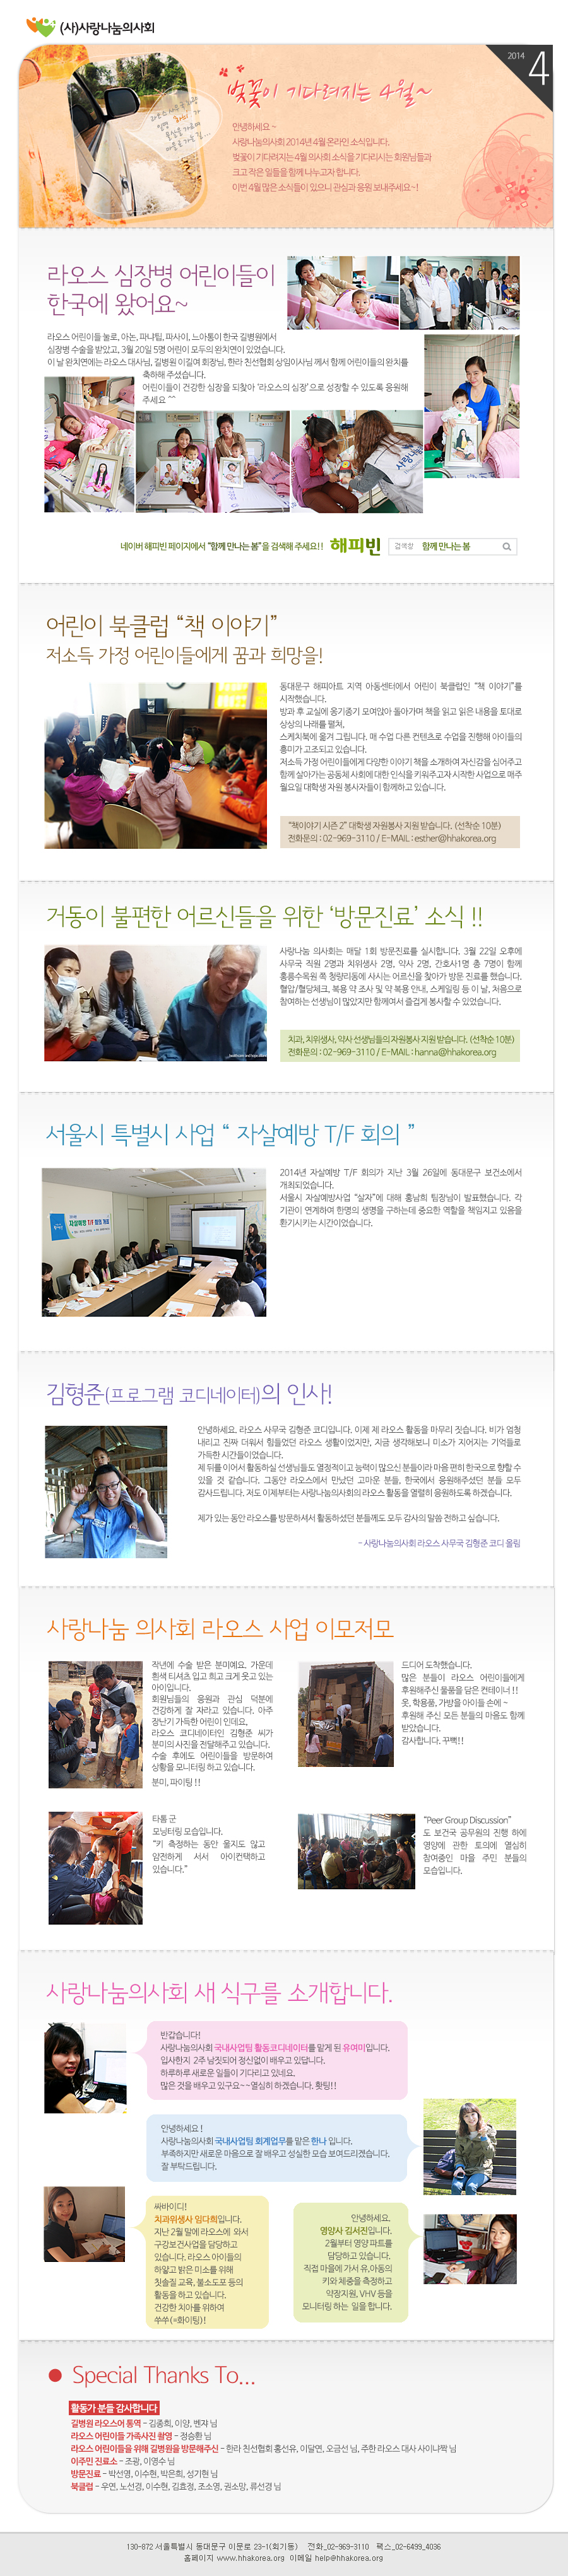 (사)사랑나눔의사회
2014 4
벚꽃이 기다려지는 4월~
안녕하세요 ~
사랑나눔의사회 2014년 4월 온라인 소식입니다.
벚꽃이 기다려지는 4월 의사회 소식을 기다리시는 회원님들과
크고 작은 일들을 함께 나누고자 합니다.
이번 4월 많은 소식들이 있으니 관심과 응원 보내주세요~!
라오스 심장병 어린이들이
한국에 왔어요~
라오스 어린이들 눌로, 아논, 파냐팁, 파사이, 느아통이 한국 길병원에서
심장병 수술을 받았고, 3월 20일 5명 어린이 모두의 완치연이 있었습니다.
이 날 완치연에는 라오스 대사님, 길병원 이길여 회장님, 한라 친선협회 상임이사님 께서 함께 어린이들의 완치를
축하해 주셨습니다.
어린이들이 건강한 심장을 되찾아 '라오스의 심장'으로 성장할 수 있도록 응원해
주세요 ^^
네이버 해피빈 페이지에서 "함께 만나는 봄"을 검색해 주세요!! 해피빈 검색창 함께 만나는 봄
어린이 북클럽 “책 이야기”
저소득 가정 어린이들에게 꿈과 희망을!
동대문구 해피아트 지역 아동센터에서 어린이 북클럽인 "책 이야기"를
시작했습니다.
방과 후 교실에 옹기종기 모여앉아 돌아가며 책을 읽고 읽은 내용을 토대로
상상의 나래를 펼쳐,
스케치북에 옮겨 그립니다. 매 수업 다른 컨텐츠로 수업을 진행해 아이들의
흥미가 고조되고 있습니다.
저소득 가정 어린이들에게 다양한 이야기 책을 소개하여 자신감을 심어주고
함께 살아가는 공동체 사회에 대한 인식을 키워주고자 시작한 사업으로 매주
월요일 대학생 자원 봉사자들이 함께하고 있습니다.
"책이야기 시즌 2" 대학생 자원봉사 지원 받습니다. (선착순 10분)
전화문의 : 02-969-3110 / E-MAIL : esther@hhakorea.org
거동이 불편한 어르신들을 위한 ‘방문진료’ 소식 !!
사랑나눔 의사회는 매달 1회 방문진료를 실시합니다. 3월 22일 오후에
사무국 직원 2명과 치위생사 2명, 약사 2명, 간호사1명 총 7명이 함께
홍릉수목원 쪽 청량리동에 사시는 어르신을 찾아가 방문 진료를 했습니다.
혈압/혈당체크, 복용 약 조사 및 약 복용 안내, 스케일링 등 이 날, 처음으로
참여하는 선생님이 많았지만 함께여서 즐겁게 봉사할 수 있었습니다.
치과, 치위생사, 약사 선생님들의 자원봉사 지원 받습니다. (선착순 10분)
전화문의 : 02-969-3110 / E-MAIL : hanna@hhakorea.org
서울시 특별시 사업 “ 자살예방 T/F 회의 ”
2014년 자살예방 T/F 회의가 지난 3월 26일에 동대문구 보건소에서
개최되었습니다.
서울시 자살예방사업 "살자"에 대해 홍남희 팀장님이 발표했습니다. 각
기관이 연계하여 한명의 생명을 구하는데 중요한 역할을 책임지고 있음을
환기시키는 시간이었습니다.
자살예방 T/F 회의 개최
김형준(프로그램 코디네이터)의 인사!
안녕하세요. 라오스 사무국 김형준 코디입니다. 이제 제 라오스 활동을 마무리 짓습니다. 비가 엄청
내리고 진짜 더워서 힘들었던 라오스 생활이었지만, 지금 생각해보니 미소가 지어지는 기억들로
가득한 시간들이었습니다.
제 뒤를 이어서 활동하실 선생님들도 열정적이고 능력이 많으신 분들이라 마음 편히 한국으로 향할 수
있을 것 같습니다. 그동안 라오스에서 만났던 고마운 분들, 한국에서 응원해주셨던 분들 모두
감사드립니다. 저도 이제부터는 사랑나눔의사회의 라오스 활동을 열렬히 응원하도록 하겠습니다.
제가 있는 동안 라오스를 방문하셔서 활동하셨던 분들께도 모두 감사의 말씀 전하고 싶습니다.
- 사랑나눔의사회 라오스 사무국 김형준 코디 올림
사랑나눔 의사회 라오스 사업 이모저모
작년에 수술 받은 분미예요. 가운데
흰색 티셔츠 입고 희고 크게 웃고 있는
아이입니다.
회원님들의 응원과 관심 덕분에
건강하게 잘 자라고 있습니다. 아주
장난기 가득한 어린이 인데요,
라오스 코디네이터인 김형준 씨가
분미의 사진을 전달해주고 있습니다.
수술 후에도 어린이들을 방문하여
상황을 모니터링 하고 있습니다.
분미, 파이팅 !!
드디어 도착했습니다.
많은 분들이 라오스 어린이들에게
후원해주신 물품을 담은 컨테이너 !!
옷, 학용품, 가방을 아이들 손에 ~
후원해 주신 모든 분들의 마음도 함께
받았습니다.
감사합니다. 꾸뻑!!
타폼 군
모닝터링 모습입니다.
"키 측정하는 동안 울지도 않고
얌전하게 서서 아이컨택하고
있습니다."
"Peer Group Discussion"
도 보건국 공무원의 진행 하에
영양에 관한 토의에 열심히
참여중인 마을 주민 분들의
모습입니다.
사랑나눔의사회 새 식구를 소개합니다.
반갑습니다!
사랑나눔의사회 국내사업팀 활동코디네이터를 맡게 된 유여미입니다.
입사한지 2주 남짓되어 정신없이 배우고 있답니다.
하루하루 새로운 일들이 기다리고 있네요.
많은 것을 배우고 있구요~~열심히 하겠습니다. 횟팅!!
안녕하세요 !
사랑나눔의사회 국내사업팀 회계업무를 맡은 한나 입니다.
부족하지만 새로운 마음으로 잘 배우고 성실한 모습 보여드리겠습니다.
잘 부탁드립니다.
싸바이디!
치과위생사 임다희입니다.
지난 2월 말에 라오스에 와서
구강보건사업을 담당하고
있습니다. 라오스 아이들의
하얗고 밝은 미소를 위해
칫솔질 교육, 불소도포 등의
활동을 하고 있습니다.
건강한 치아를 위하여
쑤쑤(=화이팅)!
안녕하세요.
영양사 김서진입니다.
2월부터 영양 파트를
담당하고 있습니다.
직접 마을에 가서 유,아동의
키와 체중을 측정하고
약장지원, VHV 등을
모니터링 하는 일을 합니다.
Special Thanks To...
활동가 분들 감사합니다
길병원 라오스어 통역 - 김종희, 이양, 벤쟈 님
라오스 어린이들 가족사진 촬영 - 정승환 님
라오스 어린이들을 위해 길병원을 방문해주신 - 한라 친선협회 홍선유, 이달연, 오금선 님, 주한 라오스 대사 사이냐짝 님
이주민 진료소 - 조광, 이영수 님
방문진료 - 박선영, 이수현, 박은희, 성기현 님
북클럽 - 우연, 노선경, 이수현, 김효정, 조소영, 권소망, 류선경 님
130-872 서울특별시 동대문구 이문로 23-1(회기동) 전화_02-969-3110 팩스_02-6499_4036
홈페이지 www.hhakorea.org 이메일 help@hhakorea.org